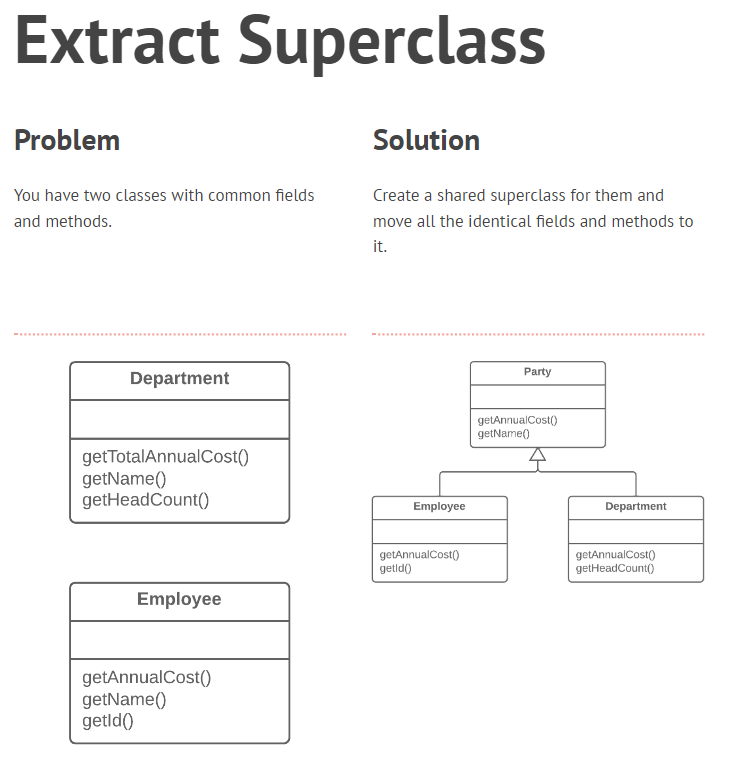 Extract Superclass
Problem
You have two classes with common fields
and methods.
Solution
Create a shared superclass for them and
move all the identical fields and methods to
it.
Department
getTotalAnnualCost()
getName()
getHeadCount()
Employee
getAnnualCost()
getName()
getId()
Party
getAnnualCost()
getName()
Employee
getAnnualCost()
getId()
Department
getAnnualCost()
getHeadCount()